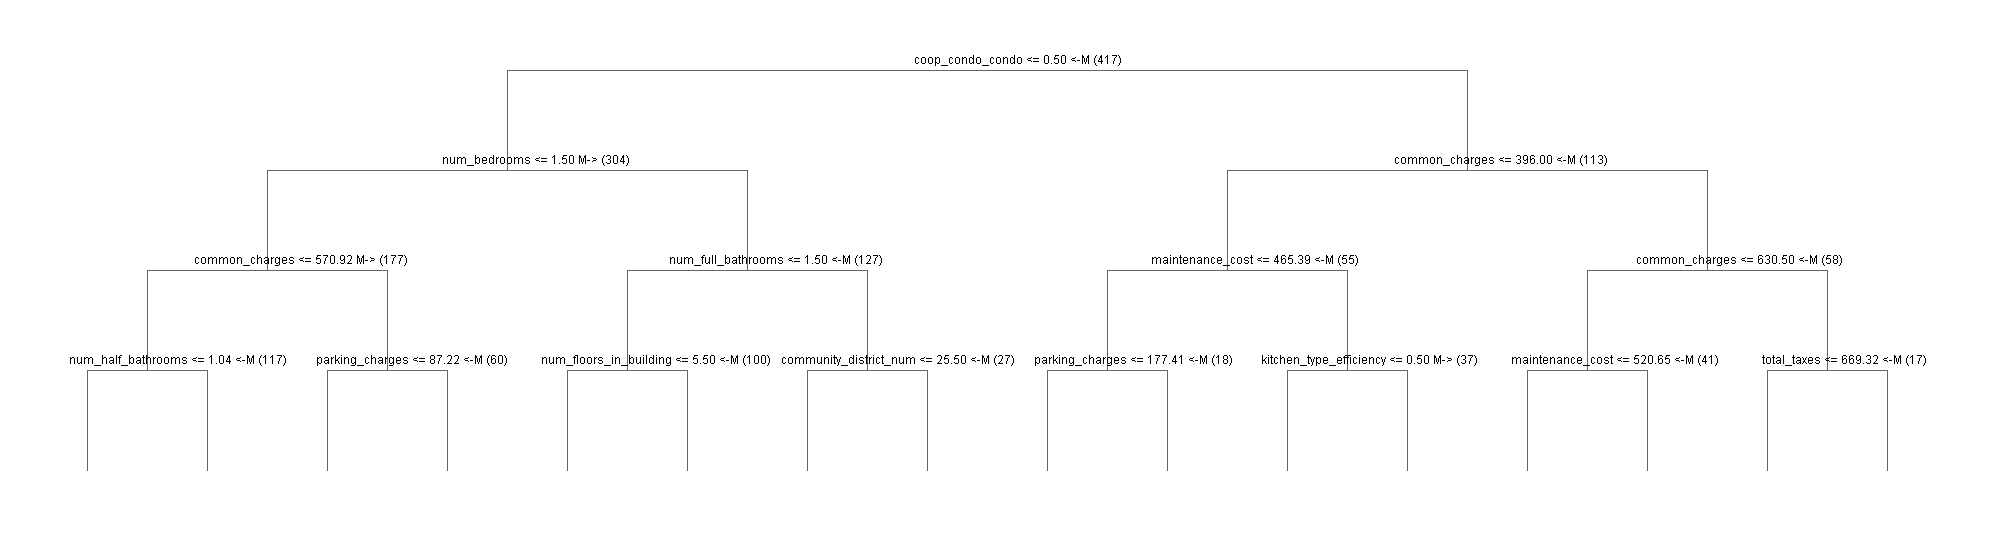 coop_condo_condo <= 0.50 <-M (417)
num_bedrooms <= 1.50 M-> (304)
common_charges <= 396.00 <-M (113)
common_charges <= 570.92 M-> (177)
num_full_bathrooms <= 1.50 <-M (127)
maintenance_cost <= 465.39 <-M (55)
common_charges <= 630.50 <-M (58)
num_half_bathrooms <= 1.04 <-M (117)
parking_charges <= 87.22 <-M (60)
num_floors_in_building <= 5.50 <-M (100)
community_district_num <= 25.50 <-M (27)
parking_charges <= 177.41 <-M (18)
kitchen_type_efficiency <= 0.50 M-> (37)
maintenance_cost <= 520.65 <-M (41)
total_taxes <= 669.32 <-M (17)